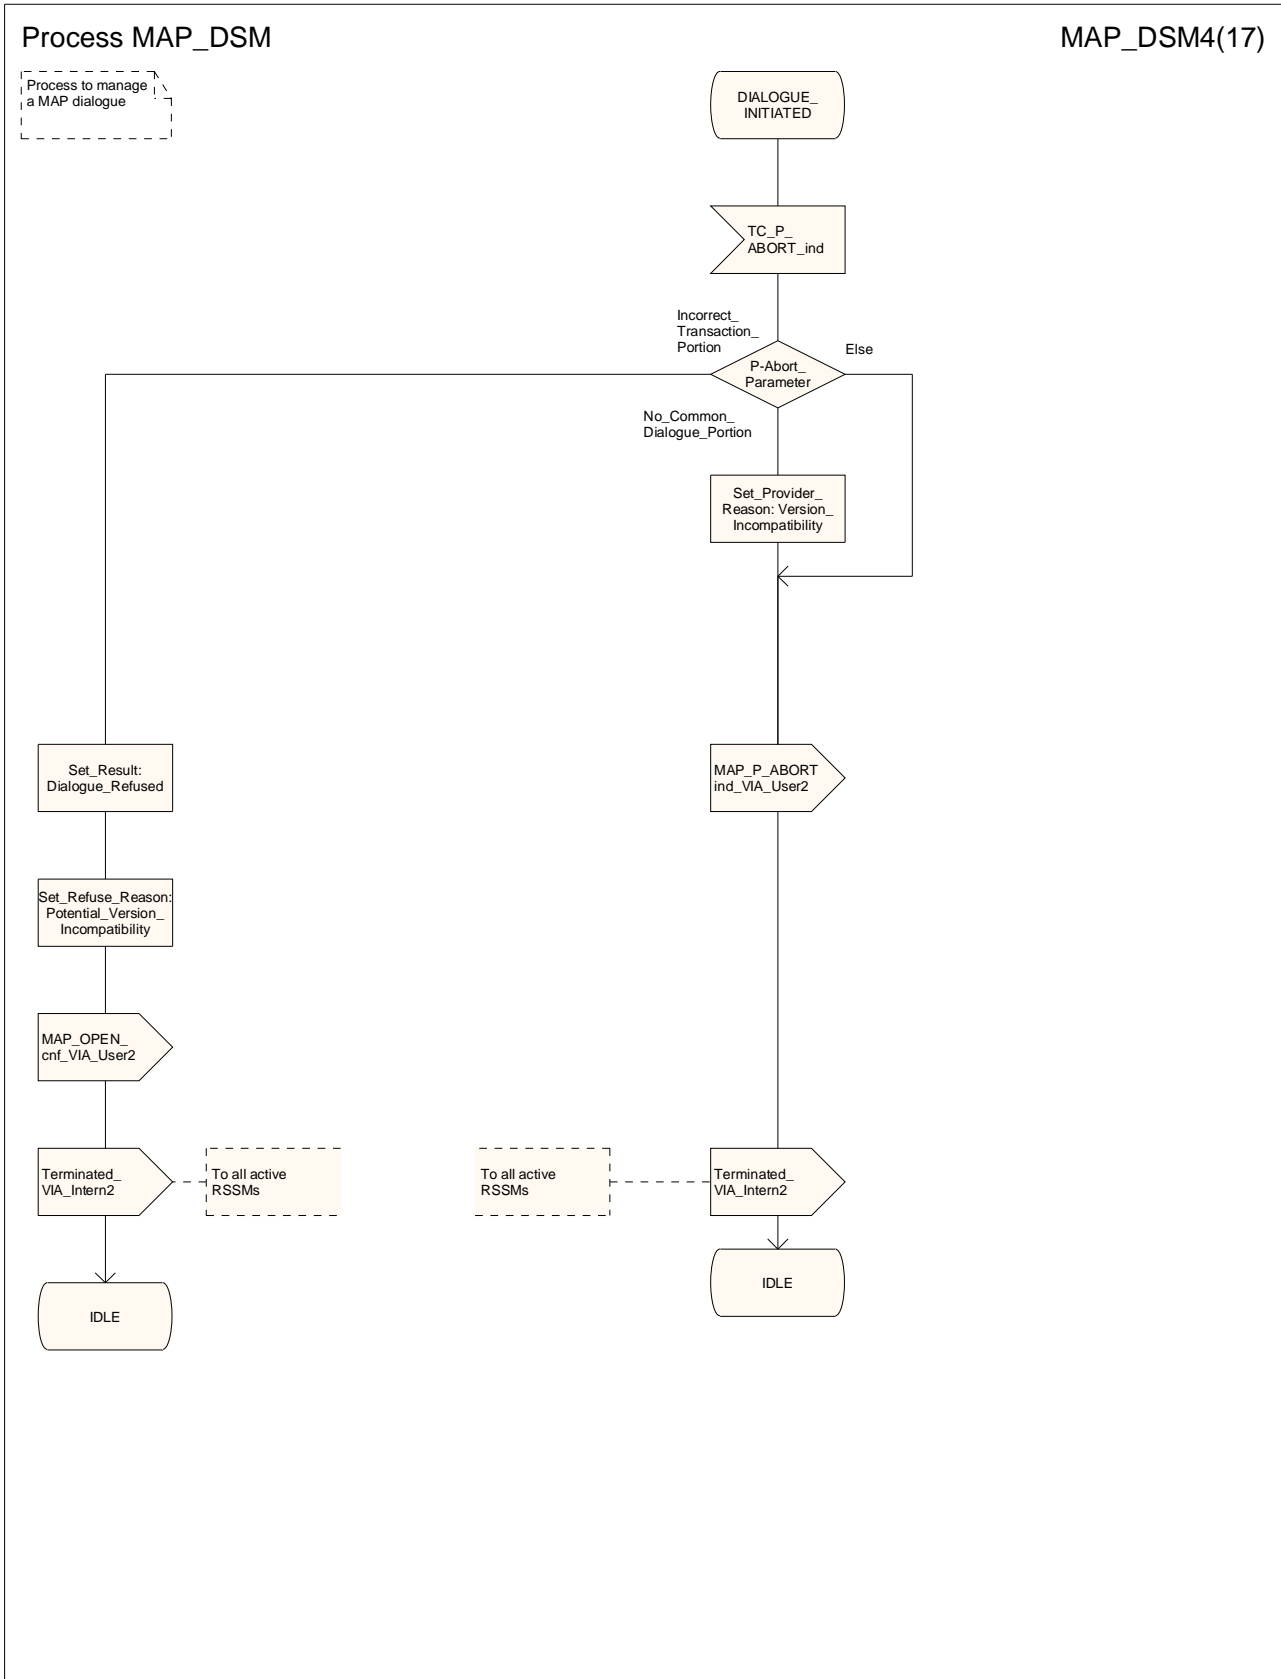 Process MAP_DSM
MAP_DSM4(17)
Process to manage
a MAP dialogue
DIALOGUE_
INITIATED
TC_P_
ABORT_ind
Incorrect_
Transaction_
Portion
Else
P-Abort_
Parameter
No_Common_
Dialogue_Portion
Set_Provider_
Reason: Version_
Incompatibility
Set_Result:
Dialogue_Refused
MAP_P_ABORT
ind_VIA_User2
Set_Refuse_Reason:
Potential_Version_
Incompatibility
MAP_OPEN_
cnf_VIA_User2
Terminated_
VIA_Intern2
To all active
RSSMs
To all active
RSSMs
Terminated_
VIA_Intern2
IDLE
IDLE